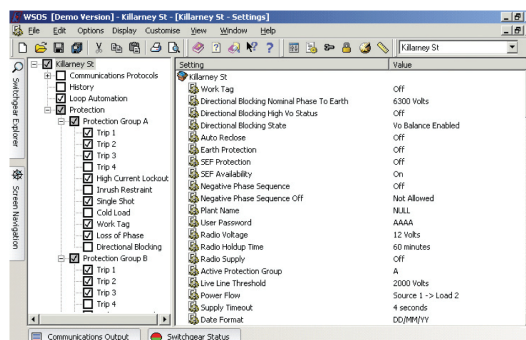 WSOS [Demo Version] - Killarney St - [Killarney St - Settings]
File Edit Options Display Customise View Window Help
Killarney St
Switchgear Explorer
Screen Navigation
Killarney St
Communications Protocols
History
Loop Automation
Protection
Protection Group A
Trip 1
Trip 2
Trip 3
Trip 4
High Current Lockout
Inrush Restraint
Single Shot
Cold Load
Work Tag
Loss of Phase
Directional Blocking
Protection Group B
Trip 1
Trip 2
Trip 3
Trip 4
Setting Value
Killarney St
Work Tag Off
Directional Blocking Nominal Phase To Earth 6300 Volts
Directional Blocking High Vo Status Off
Directional Blocking State Vo Balance Enabled
Auto Reclose Off
Earth Protection Off
SEF Protection Off
SEF Availability On
Negative Phase Sequence Off
Negative Phase Sequence Off Not Allowed
Plant Name NULL
User Password AAAA
Radio Voltage 12 Volts
Radio Holdup Time 60 minutes
Radio Supply Off
Active Protection Group A
Live Line Threshold 2000 Volts
Power Flow Source 1 -> Load 2
Supply Timeout 4 seconds
Date Format DD/MM/YY
Communications Output Switchgear Status